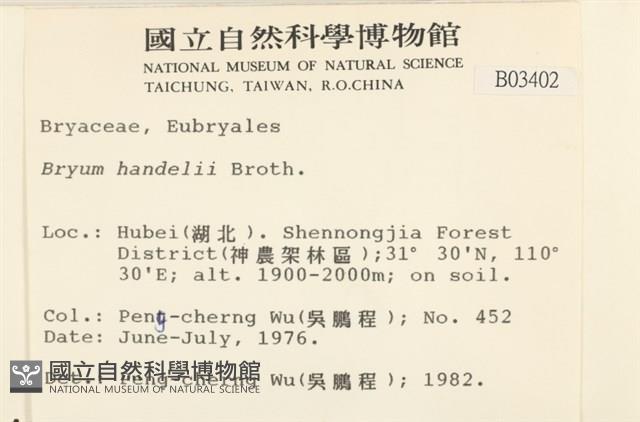 國立自然科學博物館
NATIONAL MUSEUM OF NATURAL SCIENCE
TAICHUNG, TAIWAN, R.O.CHINA
B03402
Bryaceae, Eubryales
Bryum handelii Broth.
Loc.: Hubei(湖北). Shennongjia Forest
District(神農架林區);31° 30'N, 110°
30'E; alt. 1900-2000m; on soil.
Col.: Peng-cherng Wu(吳鵬程); No. 452
Date: June-July, 1976.
Det.: Peng-cherng Wu(吳鵬程); 1982.
國立自然科學博物館
NATIONAL MUSEUM OF NATURAL SCIENCE